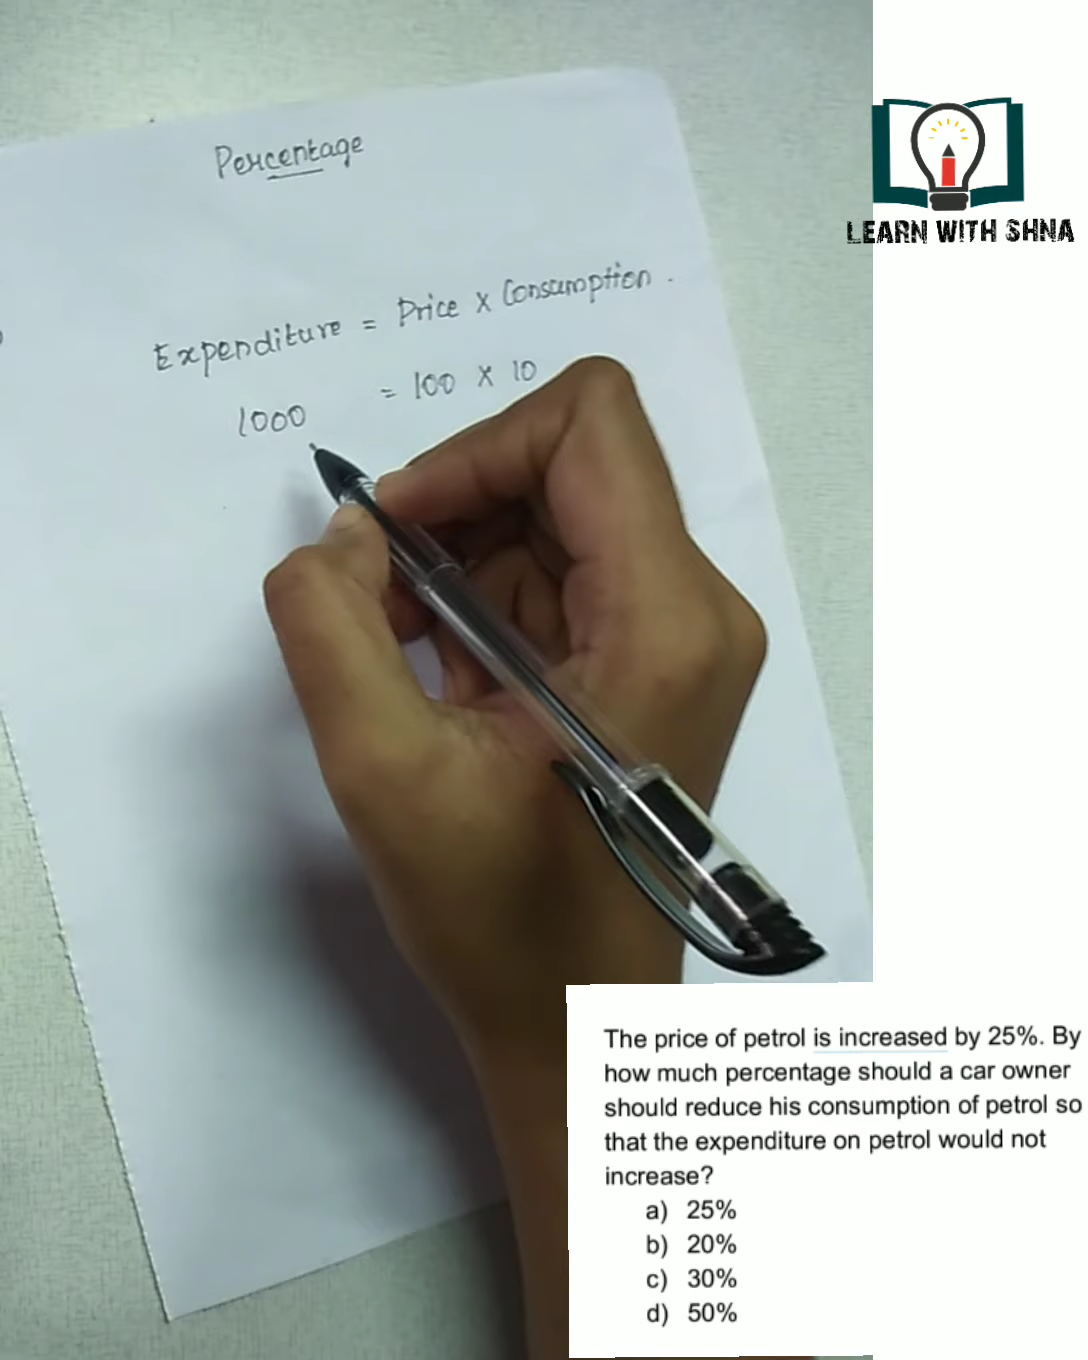 Percentage
Expenditure = Price x Consumption .
1000 = 100 x 10
LEARN WITH SHNA
The price of petrol is increased by 25%. By
how much percentage should a car owner
should reduce his consumption of petrol so
that the expenditure on petrol would not
increase?
a) 25%
b) 20%
c) 30%
d) 50%